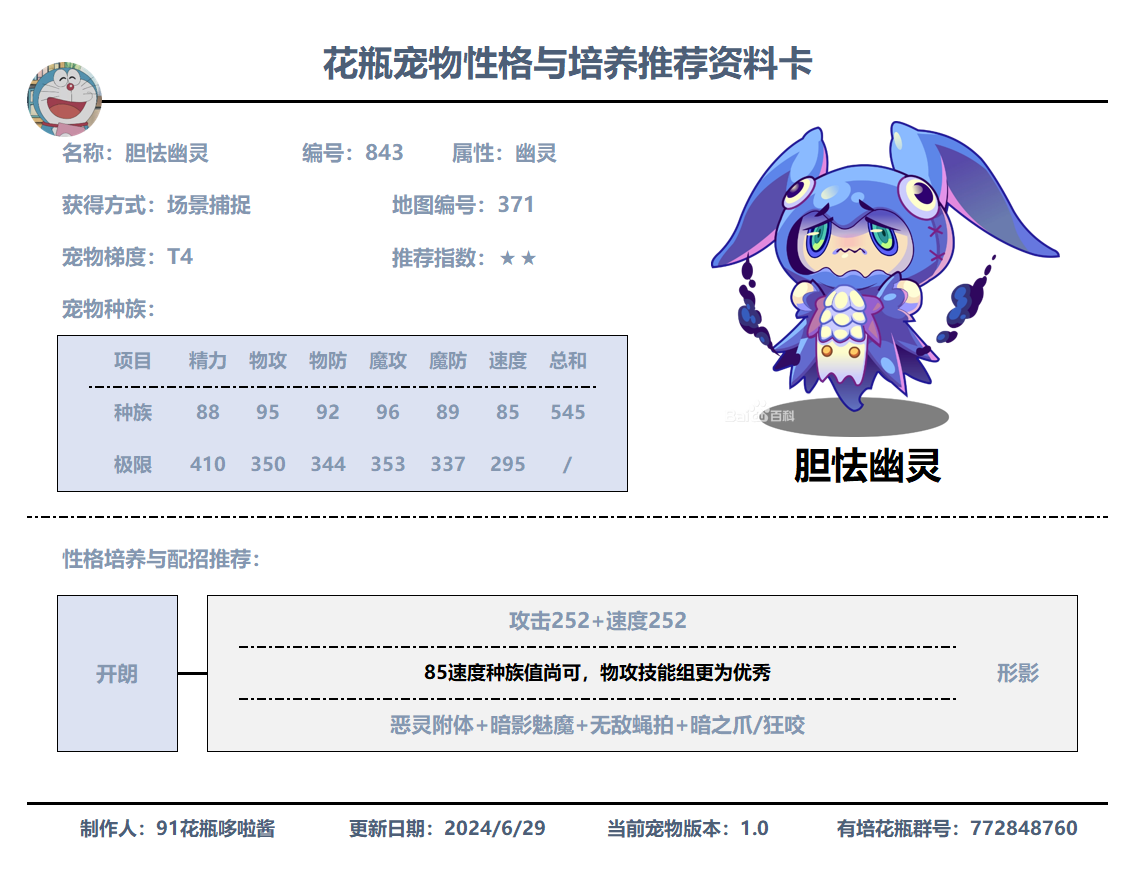 花瓶宠物性格与培养推荐资料卡
名称：胆怯幽灵 编号：843 属性：幽灵
获得方式：场景捕捉 地图编号：371
宠物梯度：T4 推荐指数：★★
宠物种族：
项目 精力 物攻 物防 魔攻 魔防 速度 总和
种族 88 95 92 96 89 85 545
极限 410 350 344 353 337 295 /
Bai 百科
胆怯幽灵
性格培养与配招推荐：
攻击252+速度252
开朗 85速度种族值尚可，物攻技能组更为优秀 形影
恶灵附体+暗影魅魔+无敌蝇拍+暗之爪/狂咬
制作人：91花瓶哆啦酱 更新日期：2024/6/29 当前宠物版本：1.0 有培花瓶群号：772848760